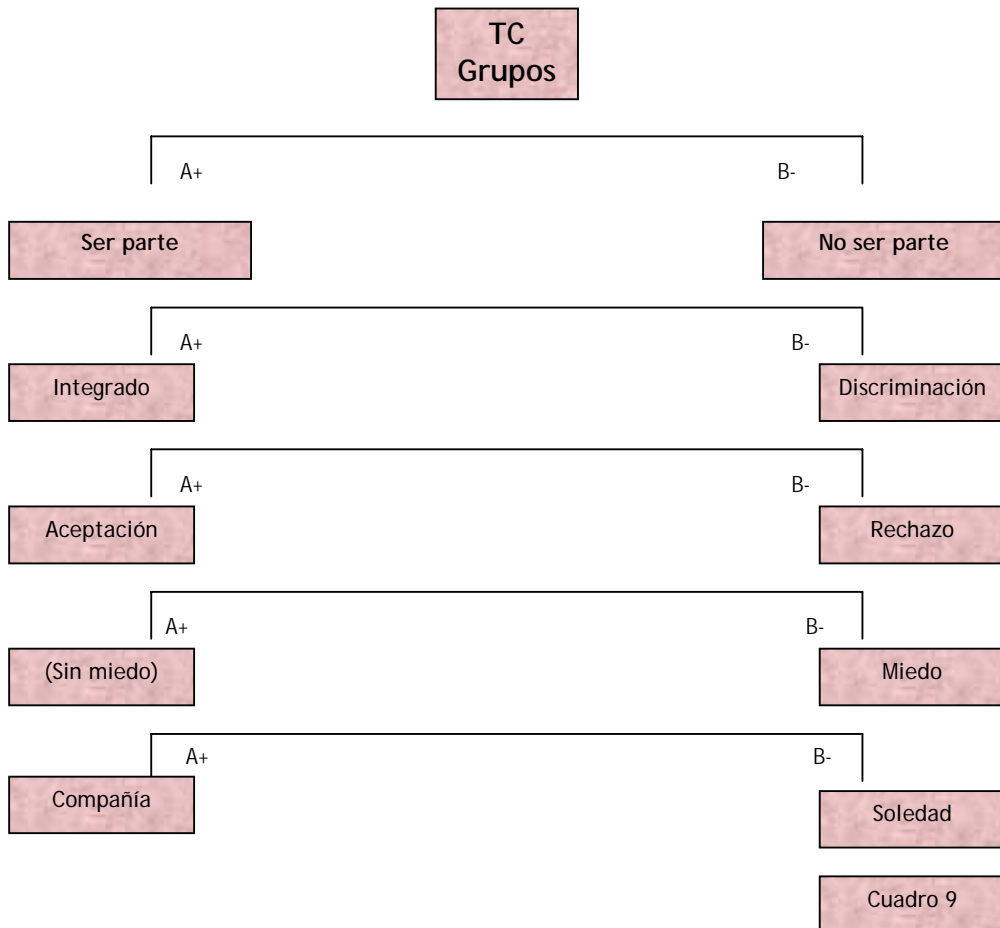 TC
Grupos
A+ B-
Ser parte No ser parte
A+ B-
Integrado Discriminación
A+ B-
Aceptación Rechazo
A+ B-
(Sin miedo) Miedo
A+ B-
Compañía
Soledad
Cuadro 9